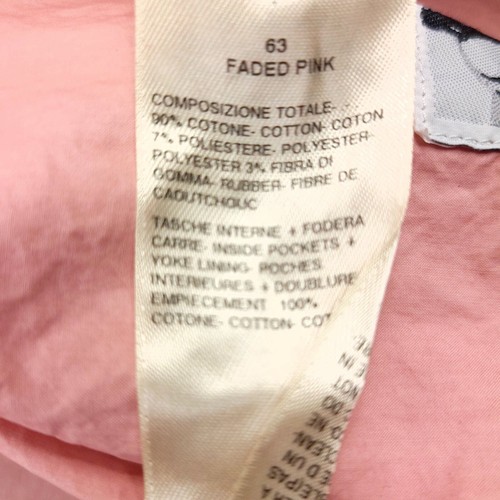 63
FADED PINK
COMPOSIZIONE TOTALE- -
90% COTONE- COTTON- COTON
7% POLIESTERE- POLYESTER-
POLYESTER 3% FIBRA DI
GOMMA- RUBBER- FIBRE DE
CAOUTCHOUC
TASCHE INTERNE + FODERA
CARRE- INSIDE POCKETS +
YOKE LINING- POCHES
INTERIEURES + DOUBLURE
EMPIECEMENT 100%
COTONE- COTTON- COT